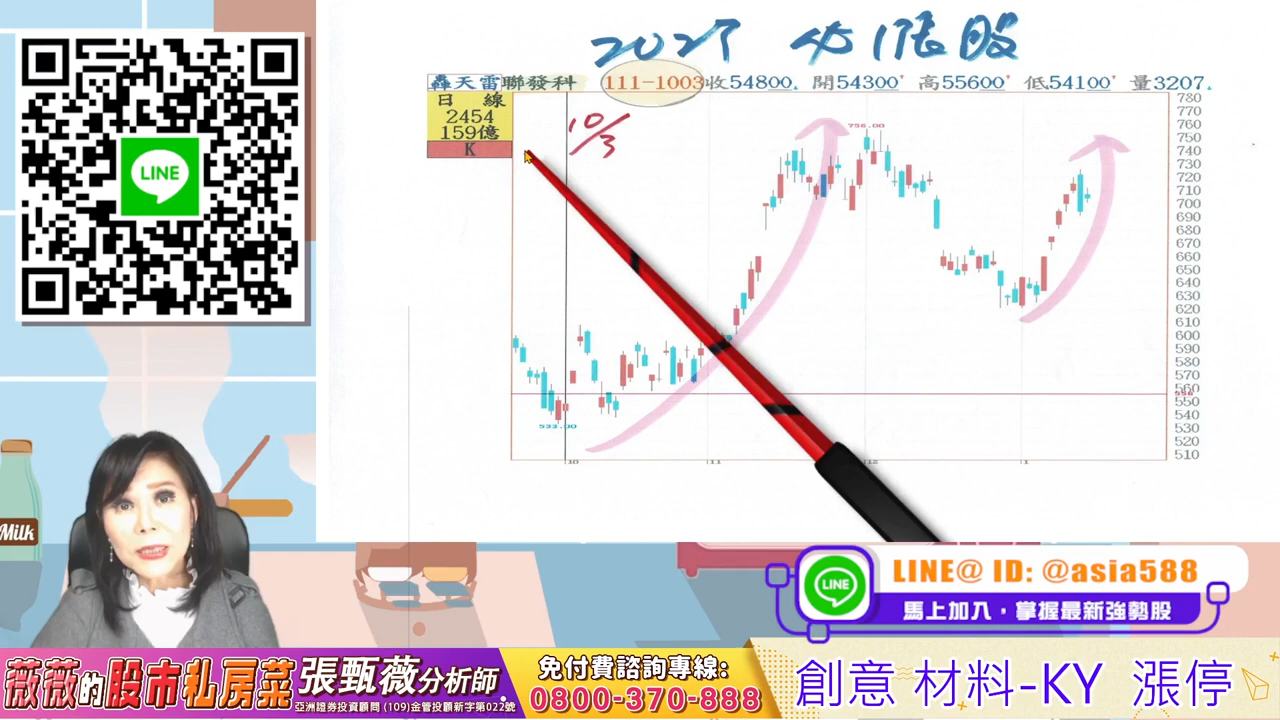 2023 必漲股
轟天雷聯發科 111-1003收54800. 開54300 高55600 低54100 量3207.
日 線
2454
159億
K
10/3
756.00
533.00
780
770
760
750
740
730
720
710
700
690
680
670
660
650
640
630
620
610
600
590
580
570
560
550
540
530
520
510
10
11
12
1
LINE
Milk
LINE
LINE@ ID: @asia588
馬上加入，掌握最新強勢股
薇薇的股市私房菜
張甄薇分析師
亞洲證券投資顧問 (109)金管投顧新字第022號
免付費諮詢專線:
0800-370-888
創意 材料-KY 漲停